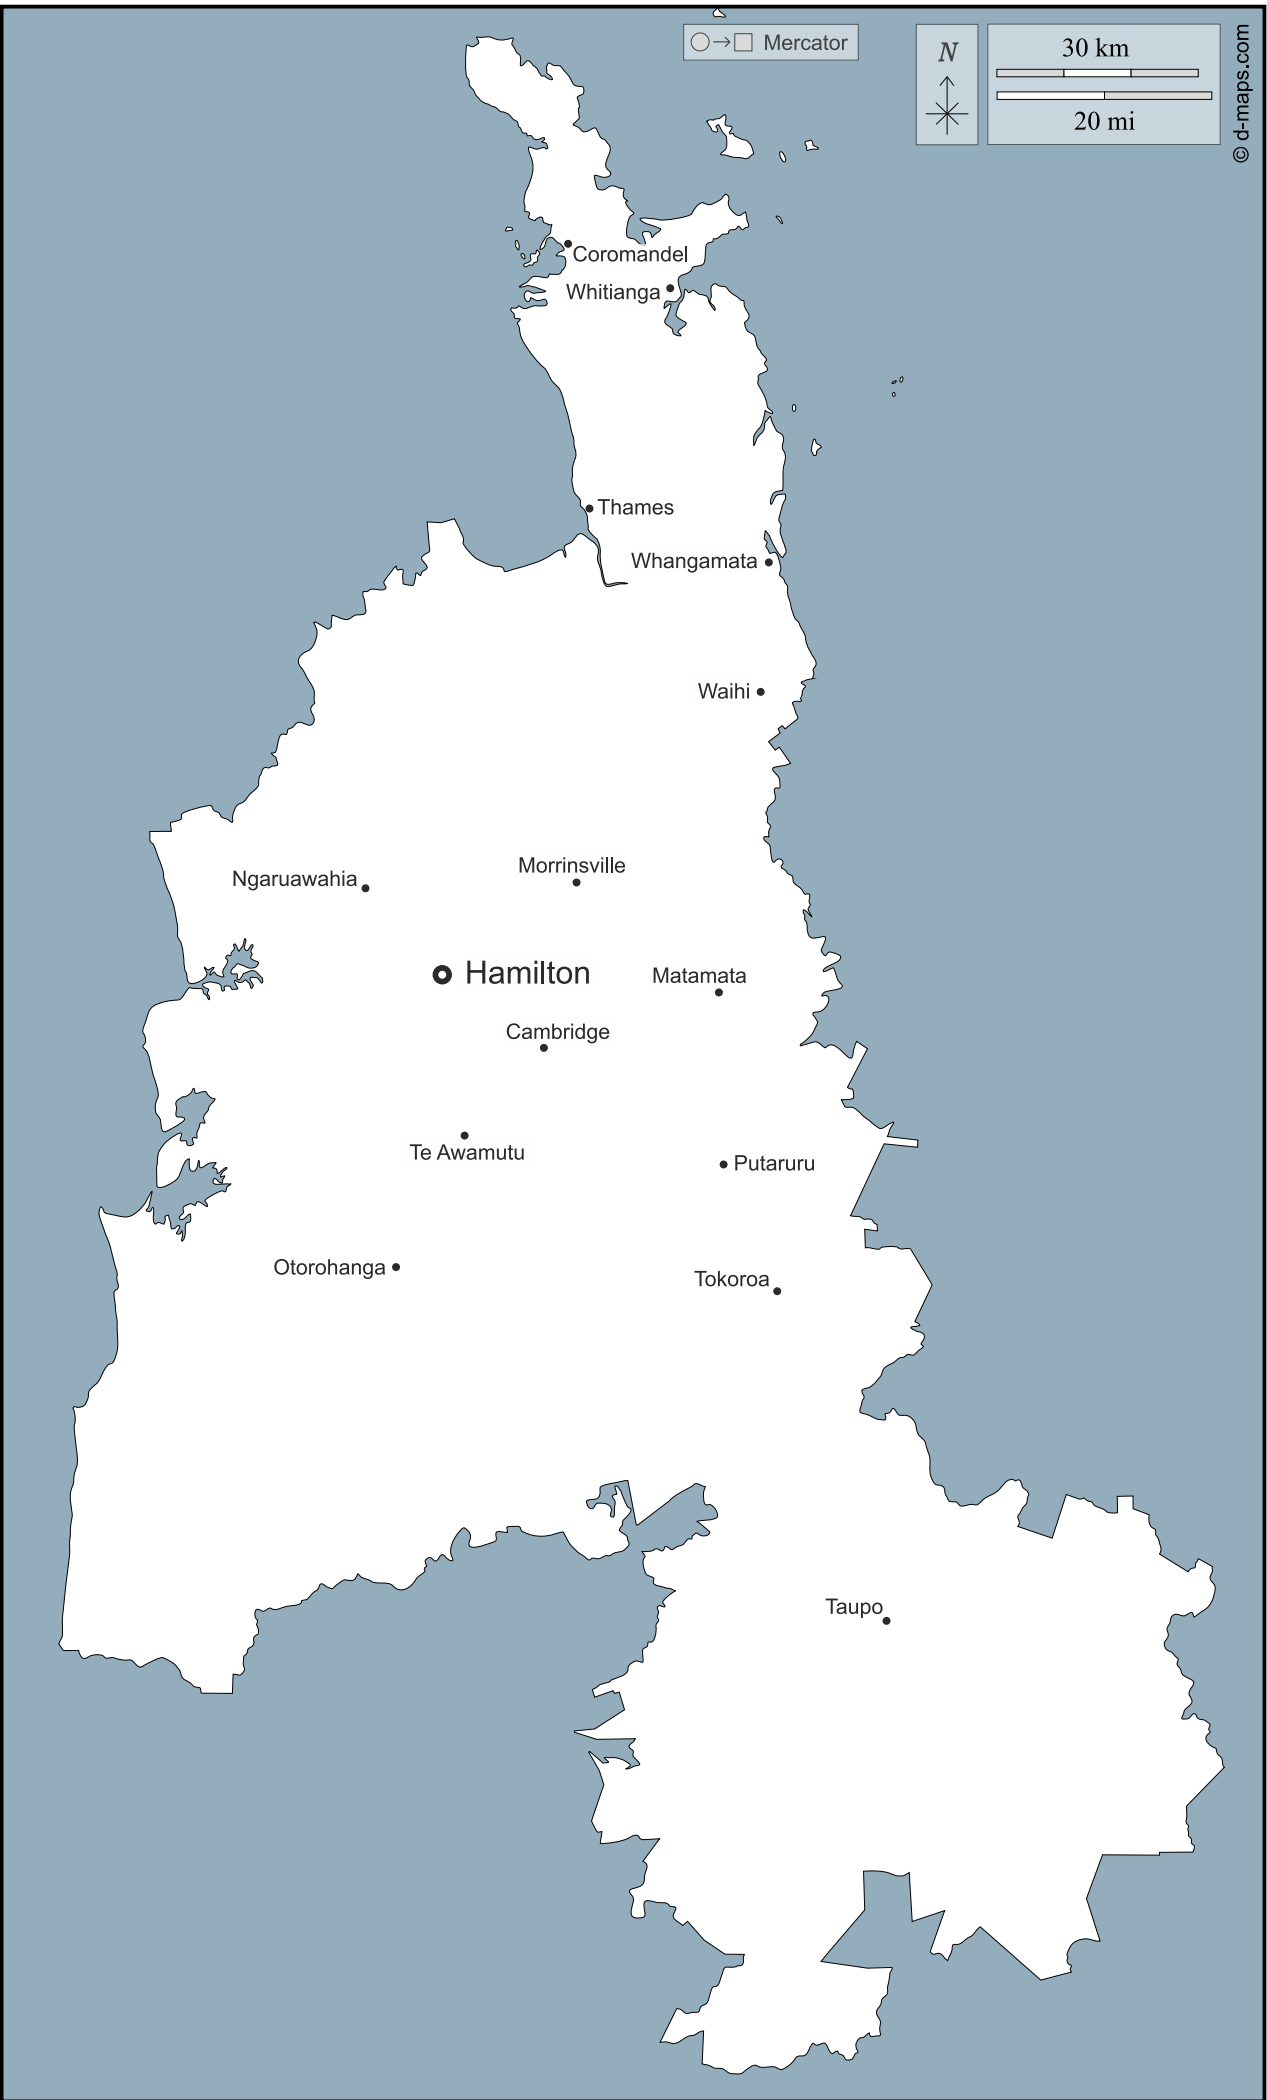 Mercator
N
30 km
20 mi
© d-maps.com
Coromandel
Whitianga
Thames
Whangamata
Waihi
Ngaruawahia
Morrinsville
Hamilton
Matamata
Cambridge
Te Awamutu
Putaruru
Otorohanga
Tokoroa
Taupo